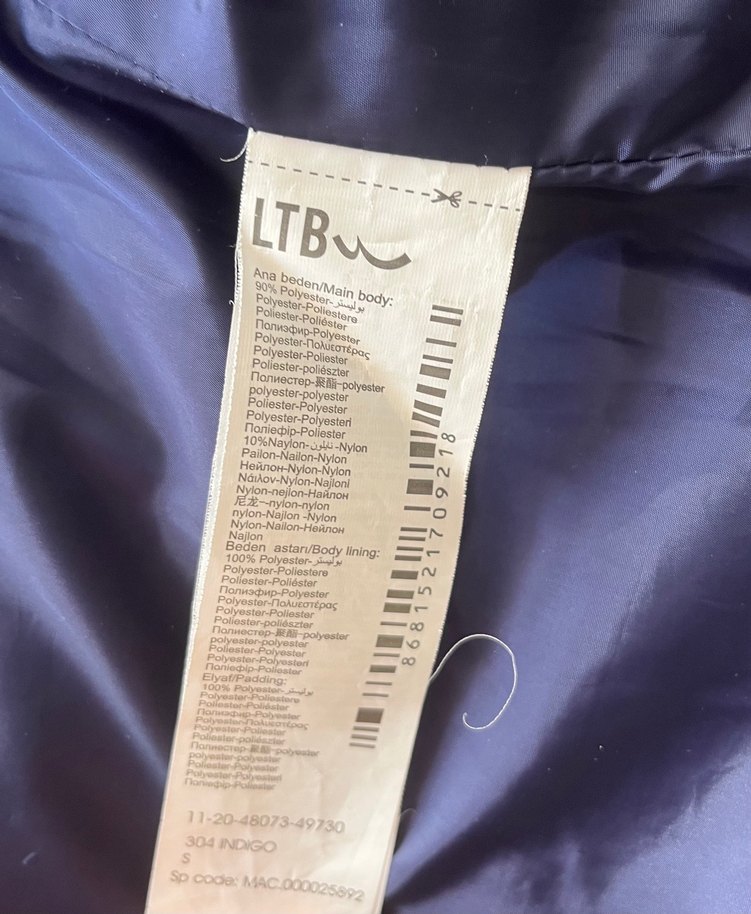 LTB
Ana beden/Main body:
90% Polyester-بوليستر
Polyester-Poliestere
Poliester-Poliéster
Полиэфир-Polyester
Polyester-Πολυεστέρας
Polyester-Poliester
Poliester-poliészter
Полиестер-聚酯-polyester
polyester-polyester
Poliester-Polyester
Polyester-Polyesteri
Поліефір-Poliester
10%Naylon-نايلون-Nylon
Pailon-Nailon-Nylon
Нейлон-Nylon-Nylon
Νάιλον-Nylon-Najloni
Nylon-nejlon-Найлон
尼龙-nylon-nylon
nylon-Najlon -Nylon
Nylon-Nailon-Нейлон
Najlon
Beden astarı/Body lining:
100% Polyester-بوليستر
Polyester-Poliestere
Poliester-Poliéster
Полиэфир-Polyester
Polyester-Πολυεστέρας
Polyester-Poliester
Poliester-poliészter
Полиестер-聚酯-polyester
polyester-polyester
Poliester-Polyester
Polyester-Polyesteri
Поліефір-Poliester
Elyaf/Padding:
100% Polyester-بوليستر
Polyester-Poliestere
Poliester-Poliéster
Полиэфир-Polyester
Polyester-Πολυεστέρας
Polyester-Poliester
Poliester-poliészter
Полиестер-聚酯-polyester
polyester-polyester
Poliester-Polyester
Polyester-Polyesteri
Поліефір-Poliester
8681521709218
11-20-48073-49730
304 INDIGO
S
Sp code: MAC.000025892